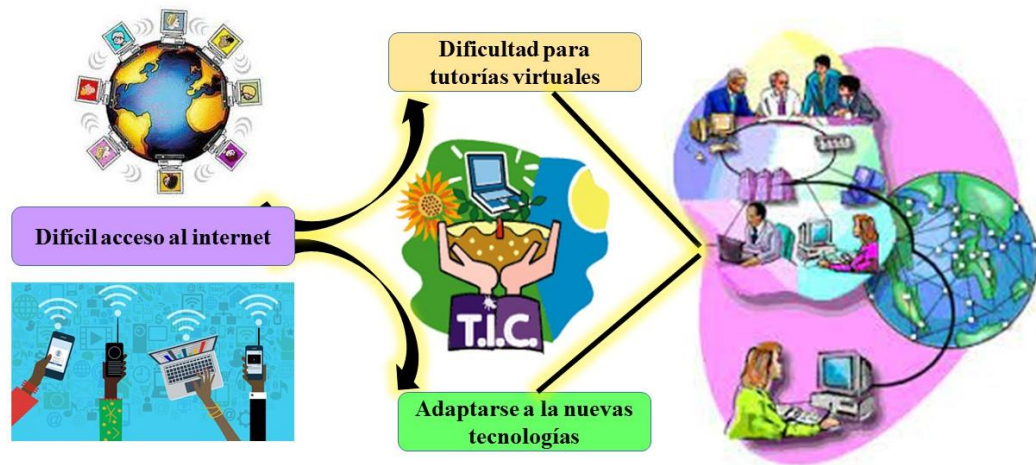 Dificultad para
tutorías virtuales
Difícil acceso al internet
T.I.C.
Adaptarse a la nuevas
tecnologías